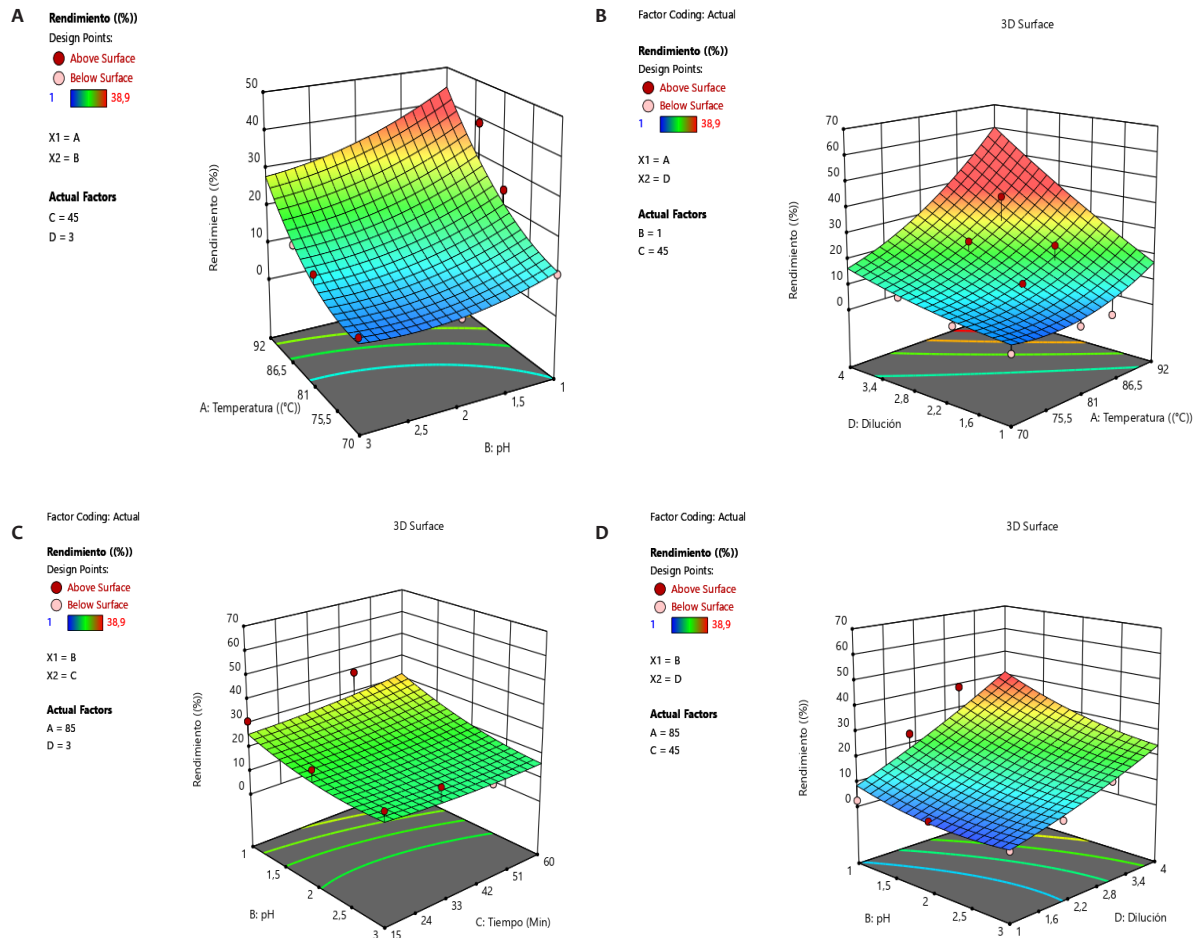 A
Rendimiento ((%))
Design Points:
Above Surface
Below Surface
1 38,9
X1 = A
X2 = B
Actual Factors
C = 45
D = 3
50
40
30
20
10
0
Rendimiento ((%))
92
86,5
81
75,5
70
A: Temperatura ((°C))
3
2,5
2
1,5
1
B: pH
B
Factor Coding: Actual
3D Surface
Rendimiento ((%))
Design Points:
Above Surface
Below Surface
1 38,9
X1 = A
X2 = D
Actual Factors
B = 1
C = 45
70
60
50
40
30
20
10
0
Rendimiento ((%))
4
3,4
2,8
2,2
1,6
1
D: Dilución
70
75,5
81
86,5
92
A: Temperatura ((°C))
C
Factor Coding: Actual
3D Surface
Rendimiento ((%))
Design Points:
Above Surface
Below Surface
1 38,9
X1 = B
X2 = C
Actual Factors
A = 85
D = 3
70
60
50
40
30
20
10
0
Rendimiento ((%))
1
1,5
2
2,5
3
B: pH
15
24
33
42
51
60
C: Tiempo (Min)
D
Factor Coding: Actual
3D Surface
Rendimiento ((%))
Design Points:
Above Surface
Below Surface
1 38,9
X1 = B
X2 = D
Actual Factors
A = 85
C = 45
70
60
50
40
30
20
10
0
Rendimiento ((%))
1
1,5
2
2,5
3
B: pH
1
1,6
2,2
2,8
3,4
4
D: Dilución